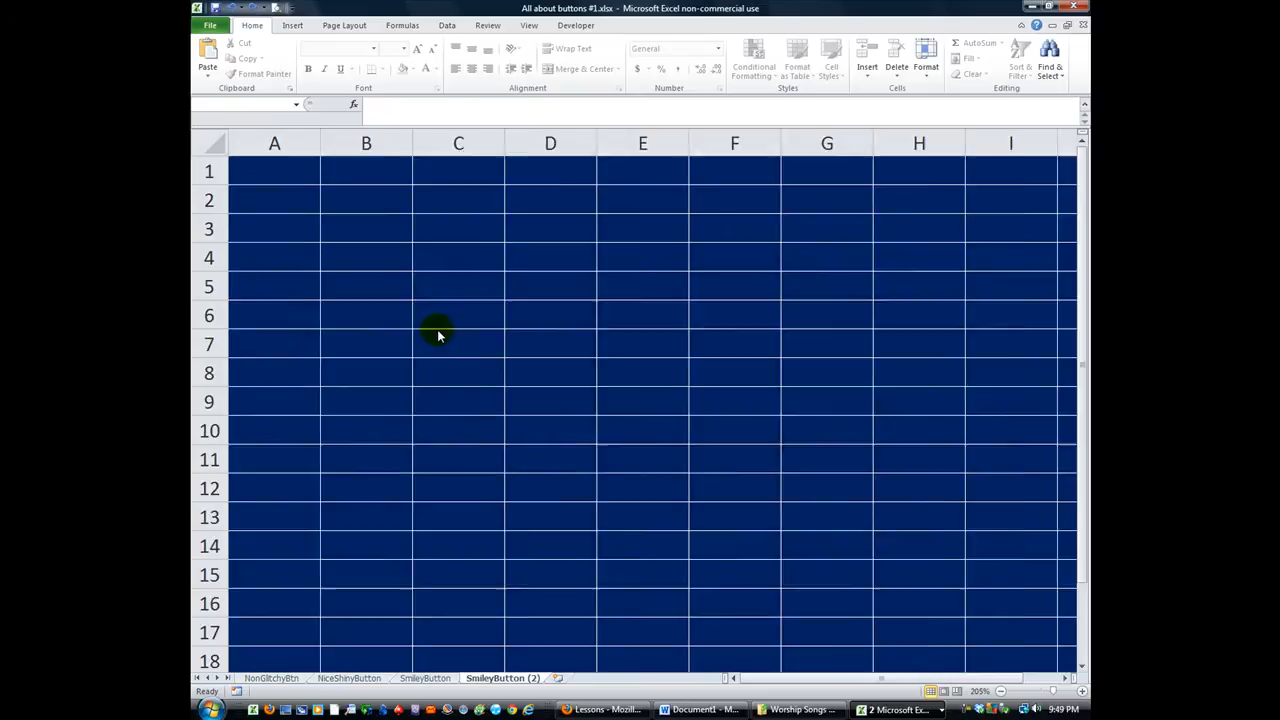 All about buttons #1.xlsx - Microsoft Excel non-commercial use
File Home Insert Page Layout Formulas Data Review View Developer
Paste Cut Copy Format Painter Clipboard
B I U Font
Wrap Text Merge & Center Alignment
General $ % , Number
Conditional Formatting Format as Table Cell Styles Styles
Insert Delete Format Cells
AutoSum Fill Clear Sort & Filter Find & Select Editing
fx
A B C D E F G H I
1
2
3
4
5
6
7
8
9
10
11
12
13
14
15
16
17
18
NonGlitchyBtn NiceShinyButton SmileyButton SmileyButton (2)
Ready 205%
Lessons - Mozill... Document1 - M... Worship Songs ... 2 Microsoft Exc... 9:49 PM